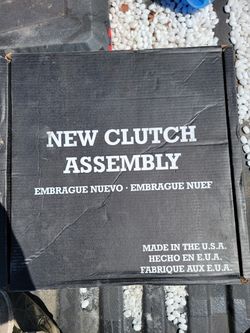 NEW CLUTCH
ASSEMBLY
EMBRAGUE NUEVO · EMBRAGUE NUEF
MADE IN THE U.S.A.
HECHO EN E.U.A.
FABRIQUE AUX E.U.A.